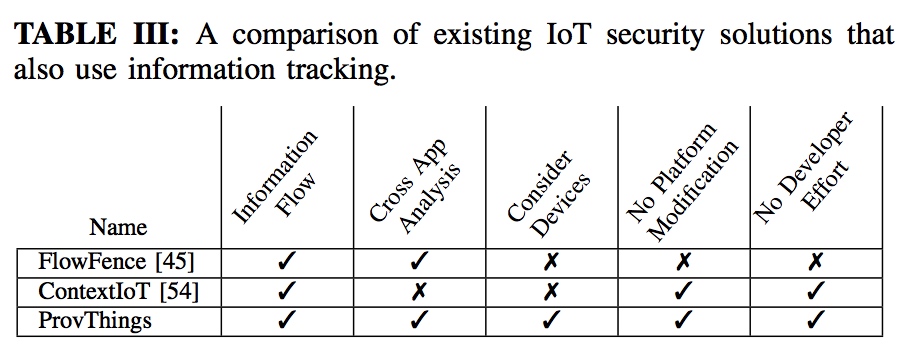 TABLE III: A comparison of existing IoT security solutions that
also use information tracking.
Name
Information
Flow
Cross App
Analysis
Consider
Devices
No Platform
Modification
No Developer
Effort
FlowFence [45] ✓ ✓ ✗ ✗ ✗
ContextIoT [54] ✓ ✗ ✗ ✓ ✓
ProvThings ✓ ✓ ✓ ✓ ✓